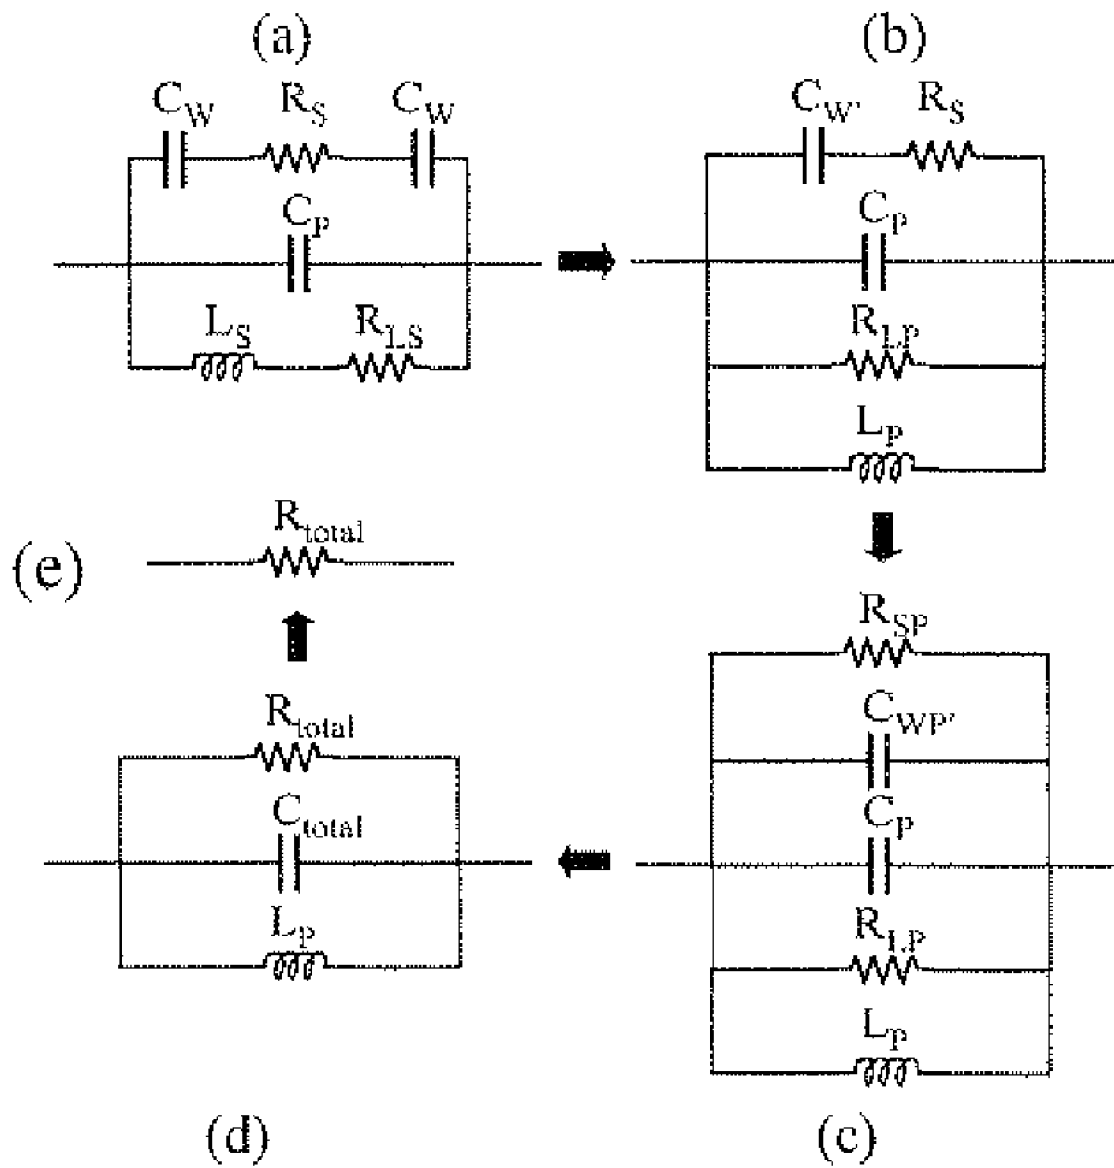 (a)
C_W R_S C_W
C_P
L_S R_LS
(b)
C_W' R_S
C_P
R_LP
L_P
R_SP
C_WP'
C_P
R_LP
L_P
(c)
R_total
C_total
L_P
(d)
R_total
(e)